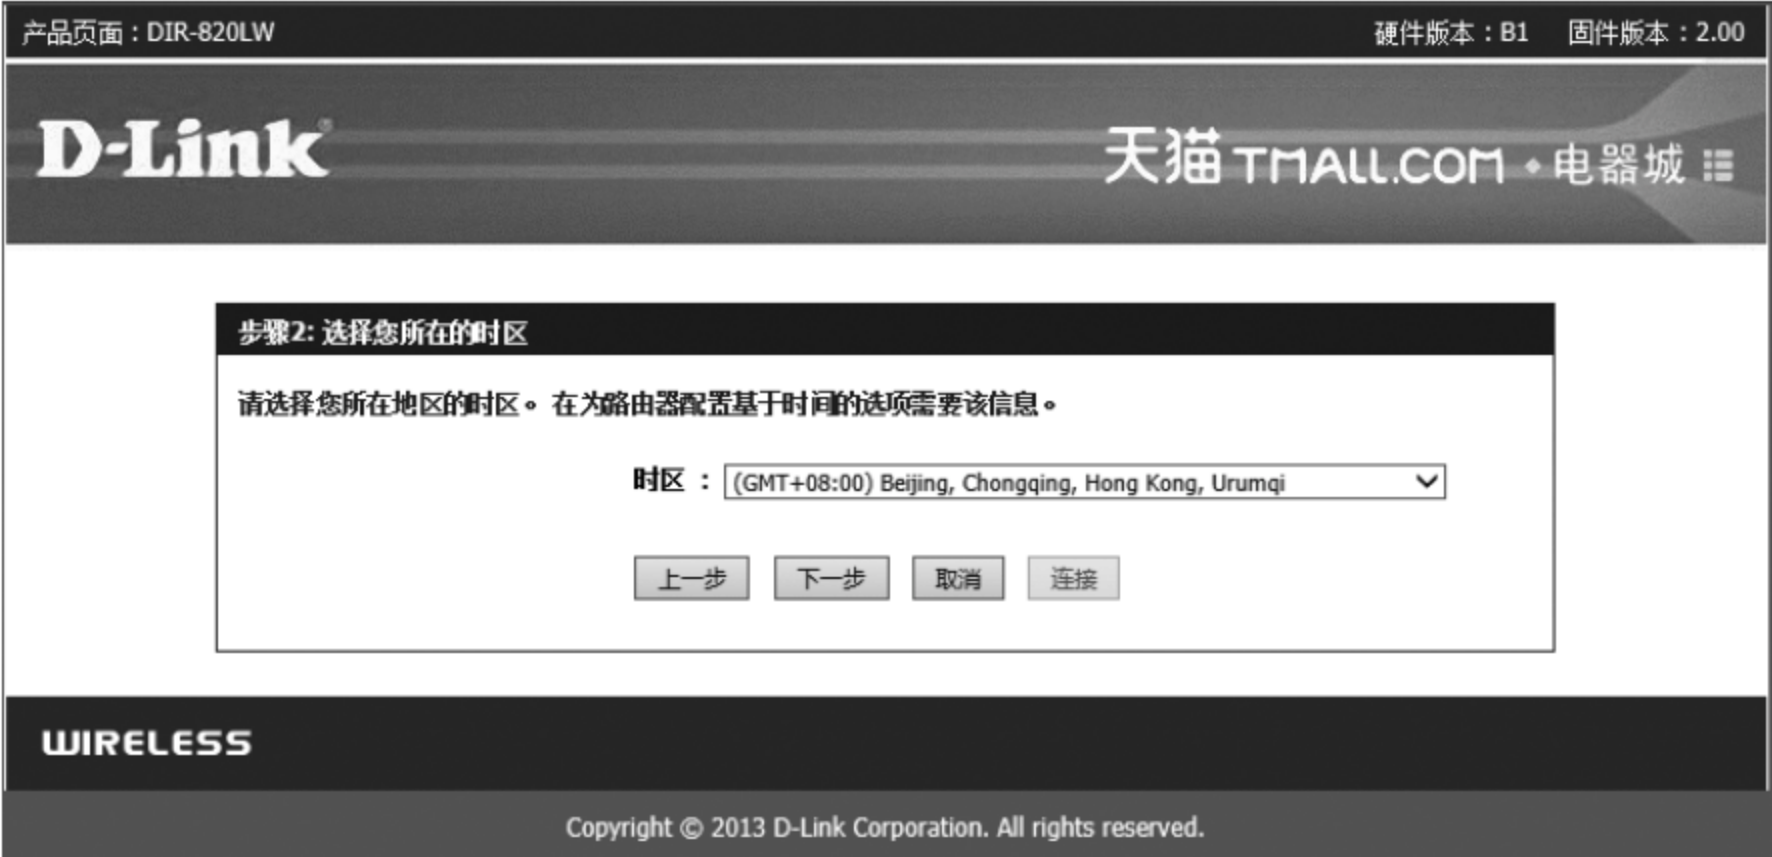 产品页面：DIR-820LW 硬件版本：B1 固件版本：2.00
D-Link 天猫 TMALL.COM 电器城
步骤2: 选择您所在的时区
请选择您所在地区的时区。 在为路由器配置基于时间的选项需要该信息。
时区 ： (GMT+08:00) Beijing, Chongqing, Hong Kong, Urumqi
上一步 下一步 取消 连接
WIRELESS
Copyright © 2013 D-Link Corporation. All rights reserved.